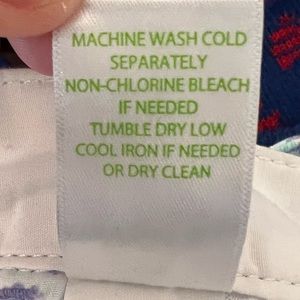 MACHINE WASH COLD
SEPARATELY
NON-CHLORINE BLEACH
IF NEEDED
TUMBLE DRY LOW
COOL IRON IF NEEDED
OR DRY CLEAN